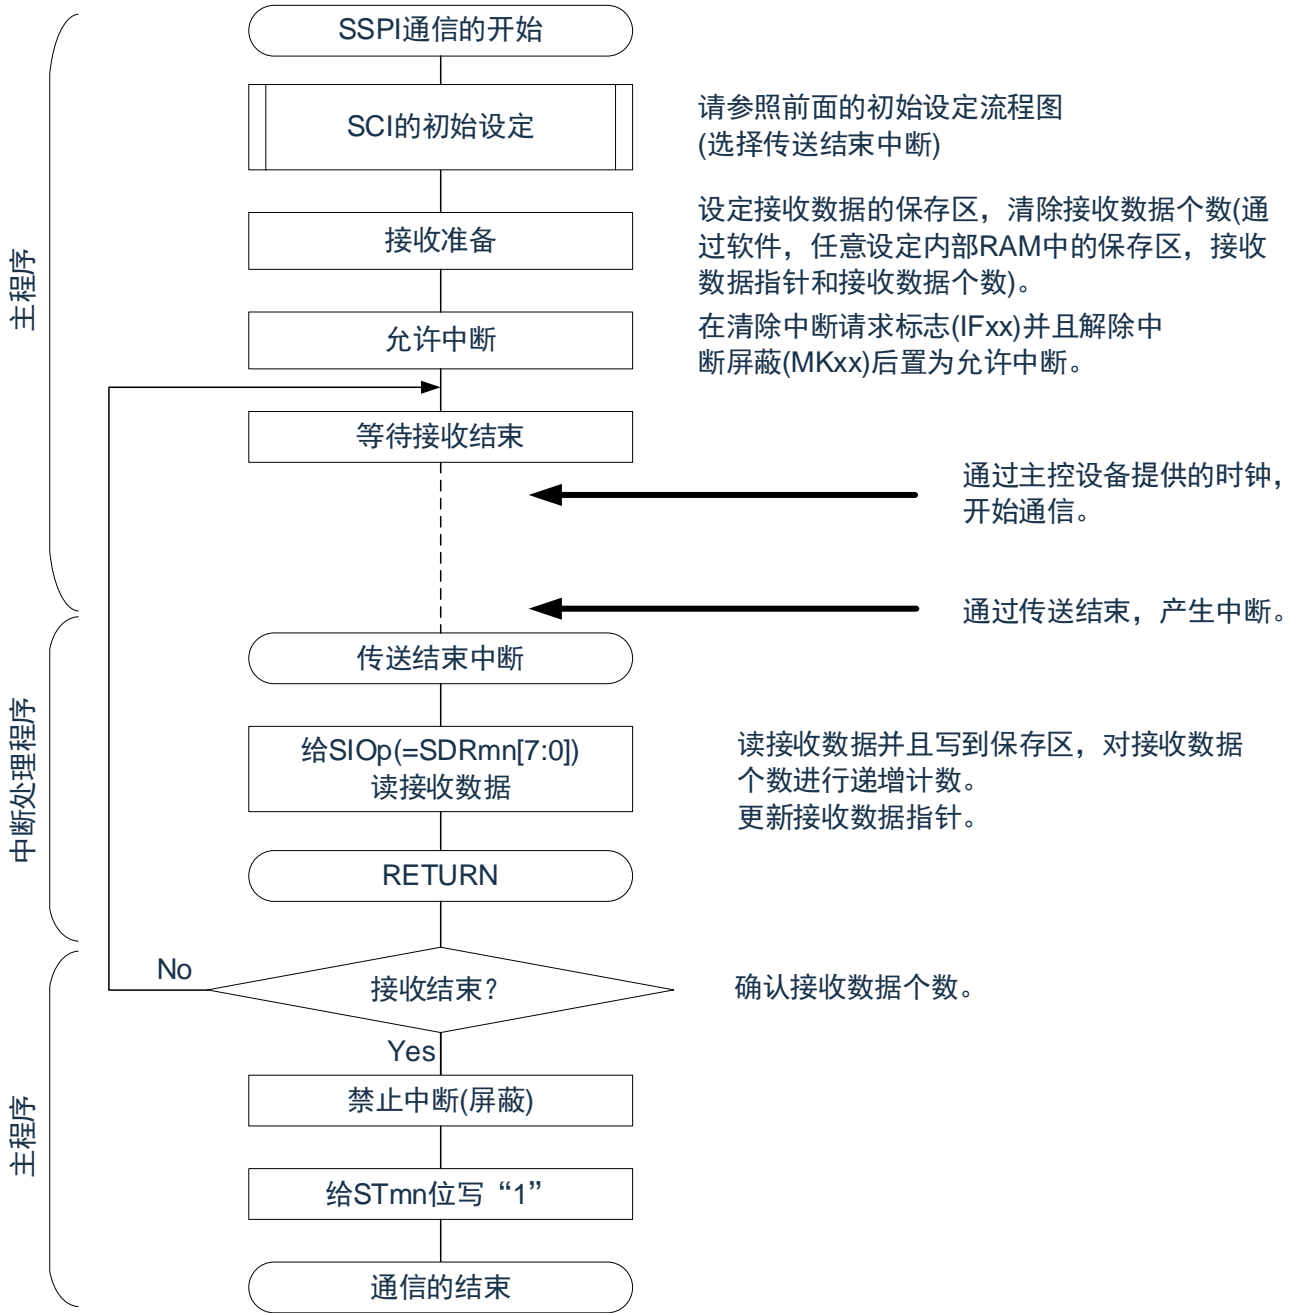 SSPI通信的开始
SCI的初始设定
请参照前面的初始设定流程图
(选择传送结束中断)
主程序
接收准备
设定接收数据的保存区，清除接收数据个数(通
过软件，任意设定内部RAM中的保存区，接收
数据指针和接收数据个数)。
允许中断
在清除中断请求标志(IFxx)并且解除中
断屏蔽(MKxx)后置为允许中断。
等待接收结束
通过主控设备提供的时钟，
开始通信。
通过传送结束，产生中断。
中断处理程序
传送结束中断
给SIOp(=SDRmn[7:0])
读接收数据
读接收数据并且写到保存区，对接收数据
个数进行递增计数。
更新接收数据指针。
RETURN
主程序
No
接收结束？
确认接收数据个数。
Yes
禁止中断(屏蔽)
给STmn位写“1”
通信的结束